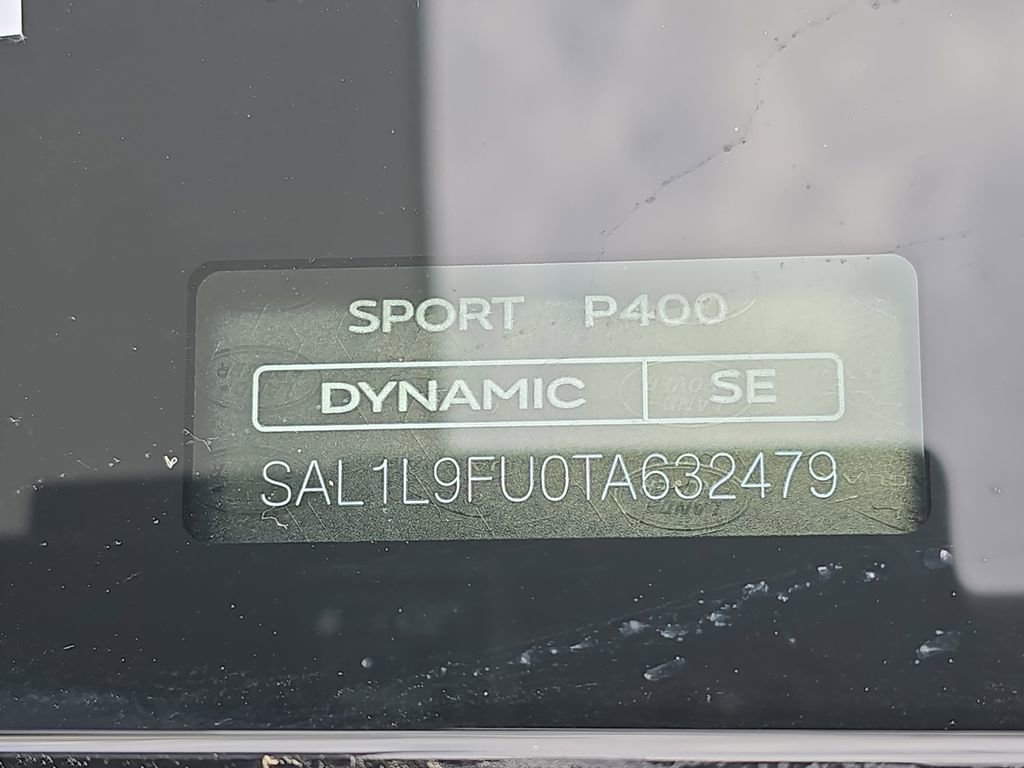 SPORT P400
DYNAMIC SE
SAL1L9FU0TA632479